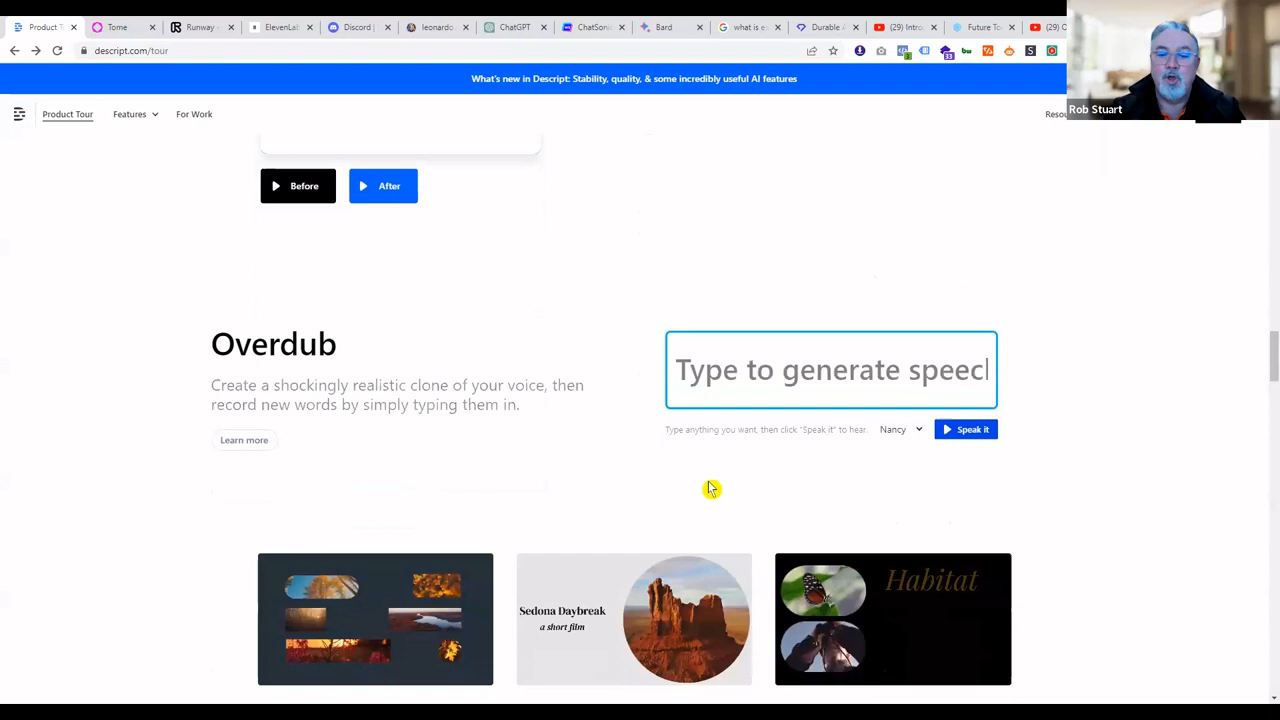 Product T
Tome
Runway -
ElevenLab
Discord |
leonardo
ChatGPT
ChatSonic
Bard
what is ex
Durable A
(29) Intro
Future To
(29) O
descript.com/tour
33
S
What's new in Descript: Stability, quality, & some incredibly useful AI features
Rob Stuart
Product Tour
Features
For Work
Resou
Before
After
Overdub
Create a shockingly realistic clone of your voice, then
record new words by simply typing them in.
Learn more
Type to generate speec
Type anything you want, then click "Speak it" to hear.
Nancy
Speak it
Sedona Daybreak
a short film
Habitat